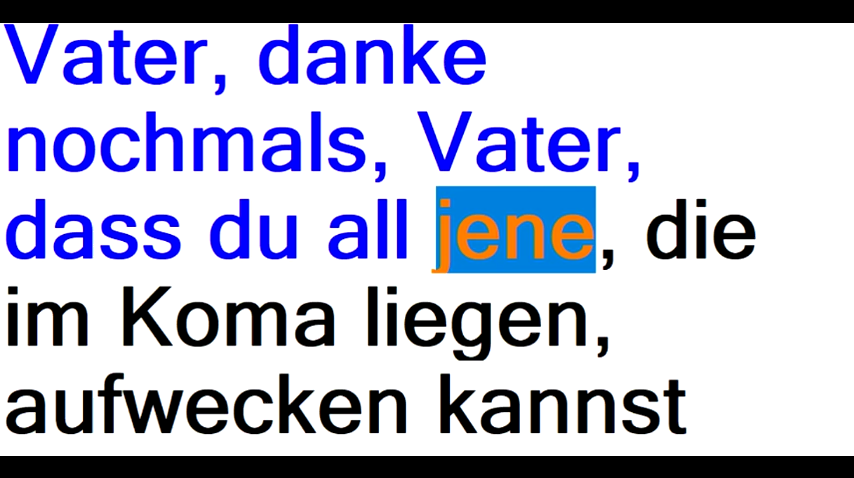 Vater, danke
nochmals, Vater,
dass du all jene, die
im Koma liegen,
aufwecken kannst